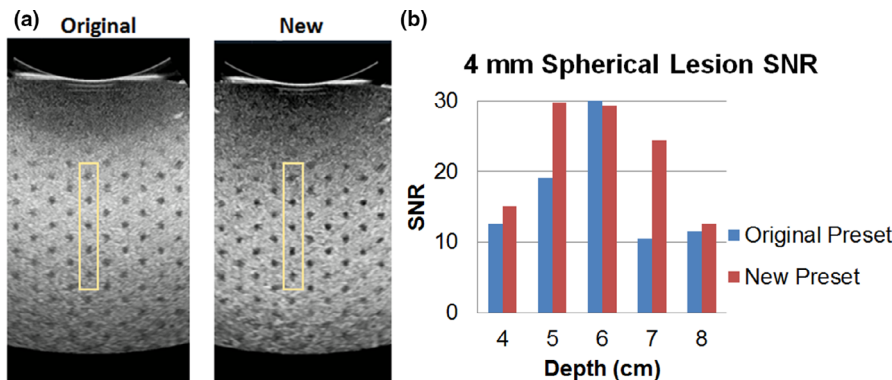 (a)
Original
New
(b)
4 mm Spherical Lesion SNR
30
20
10
0
SNR
4 5 6 7 8
Depth (cm)
Original Preset
New Preset